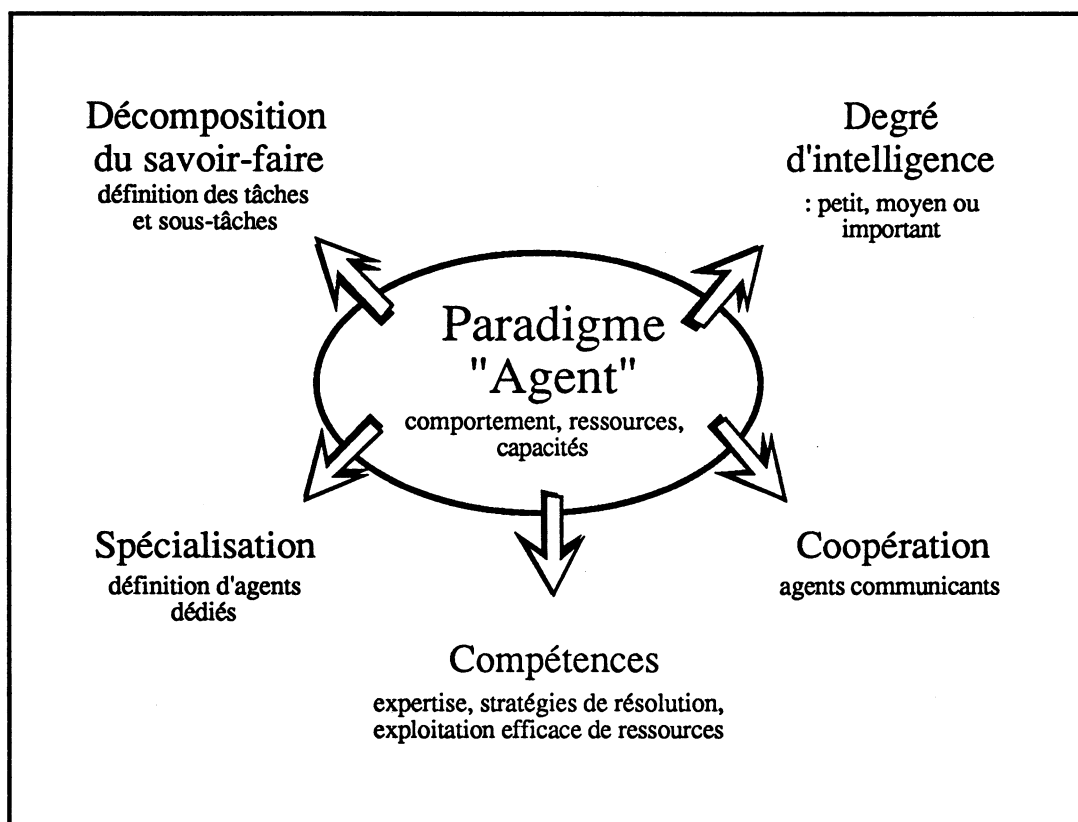 Décomposition
du savoir-faire
définition des tâches
et sous-tâches
Degré
d'intelligence
: petit, moyen ou
important
Paradigme
"Agent"
comportement, ressources,
capacités
Spécialisation
définition d'agents
dédiés
Coopération
agents communicants
Compétences
expertise, stratégies de résolution,
exploitation efficace de ressources